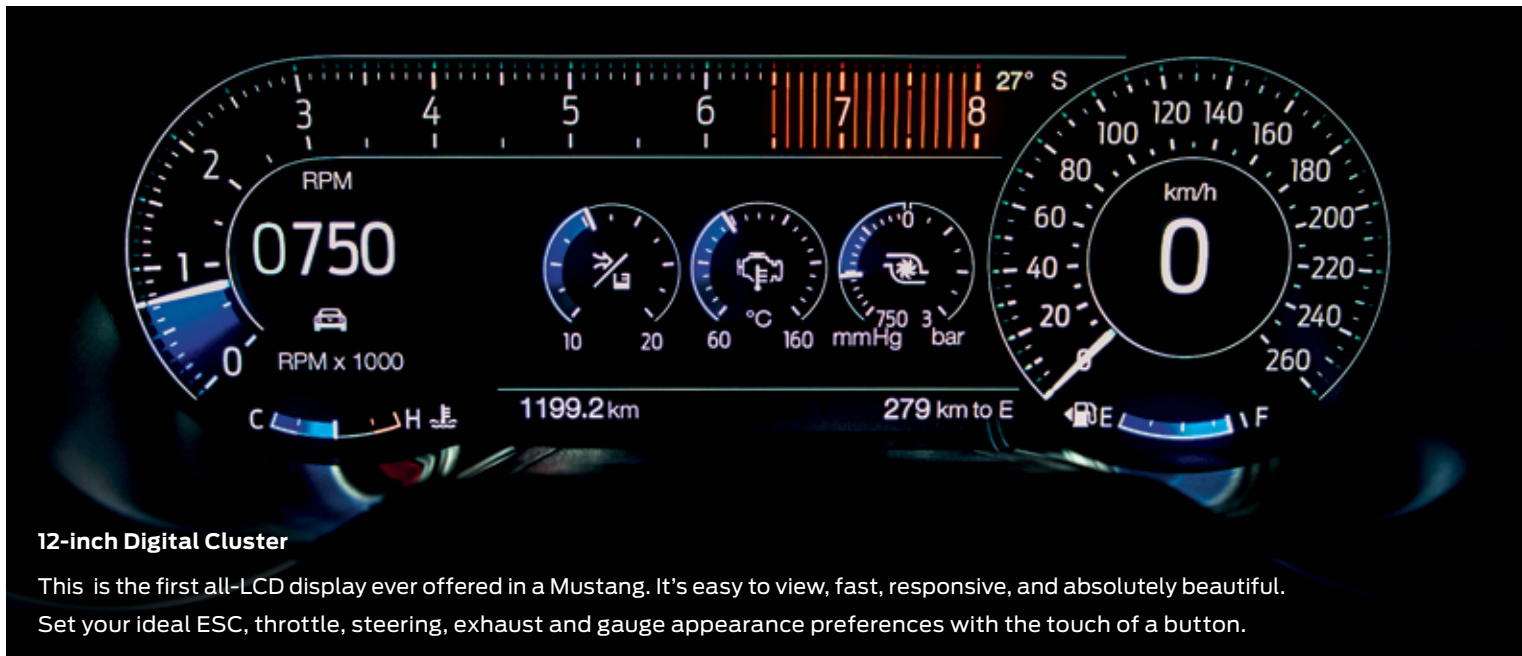 3 4 5 6 7 8 27° S
2
1
0
RPM
0750
RPM x 1000
C H
10 20
60 °C 160
0
750 3
mmHg bar
1199.2 km 279 km to E
0 20 40 60 80 100 120 140 160 180 200 220 240 260
km/h
0
E F
12-inch Digital Cluster
This is the first all-LCD display ever offered in a Mustang. It’s easy to view, fast, responsive, and absolutely beautiful.
Set your ideal ESC, throttle, steering, exhaust and gauge appearance preferences with the touch of a button.